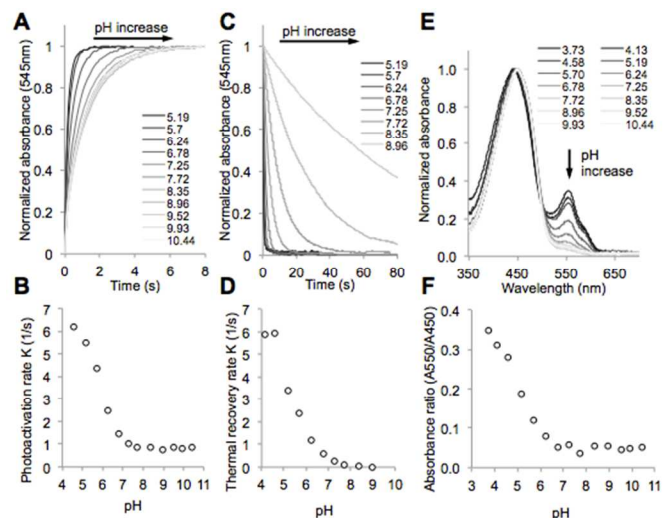 A
pH increase
Normalized absorbance (545nm)
5.19
5.7
6.24
6.78
7.25
7.72
8.35
8.96
9.52
9.93
10.44
1
0.8
0.6
0.4
0.2
0
0 2 4 6 8
Time (s)
C
pH increase
Normalized absorbance (545nm)
5.19
5.7
6.24
6.78
7.25
7.72
8.35
8.96
1
0.8
0.6
0.4
0.2
0
0 20 40 60 80
Time (s)
E
Normalized absorbance
3.73 4.13
4.58 5.19
5.70 6.24
6.78 7.25
7.72 8.35
8.96 9.52
9.93 10.44
pH
increase
1.0
0.8
0.6
0.4
0.2
0.0
350 450 550 650
Wavelength (nm)
B
Photoactivation rate K (1/s)
7
6
5
4
3
2
1
0
4 5 6 7 8 9 10 11
pH
D
Thermal recovery rate K (1/s)
7
6
5
4
3
2
1
0
4 5 6 7 8 9 10
pH
F
Absorbance ratio (A550/A450)
0.4
0.3
0.2
0.1
0.0
3 4 5 6 7 8 9 10 11
pH